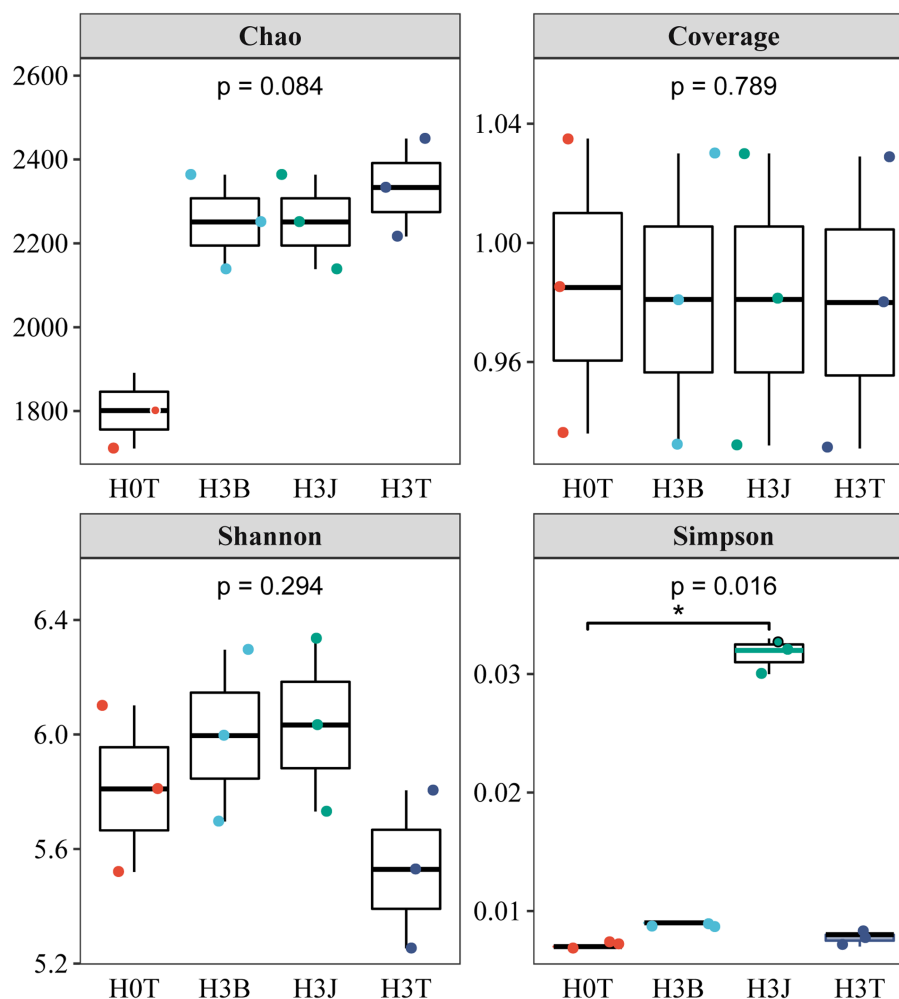 Chao
p = 0.084
2600
2400
2200
2000
1800
H0T H3B H3J H3T
Coverage
p = 0.789
1.04
1.00
0.96
H0T H3B H3J H3T
Shannon
p = 0.294
6.4
6.0
5.6
5.2
H0T H3B H3J H3T
Simpson
p = 0.016
*
0.03
0.02
0.01
H0T H3B H3J H3T